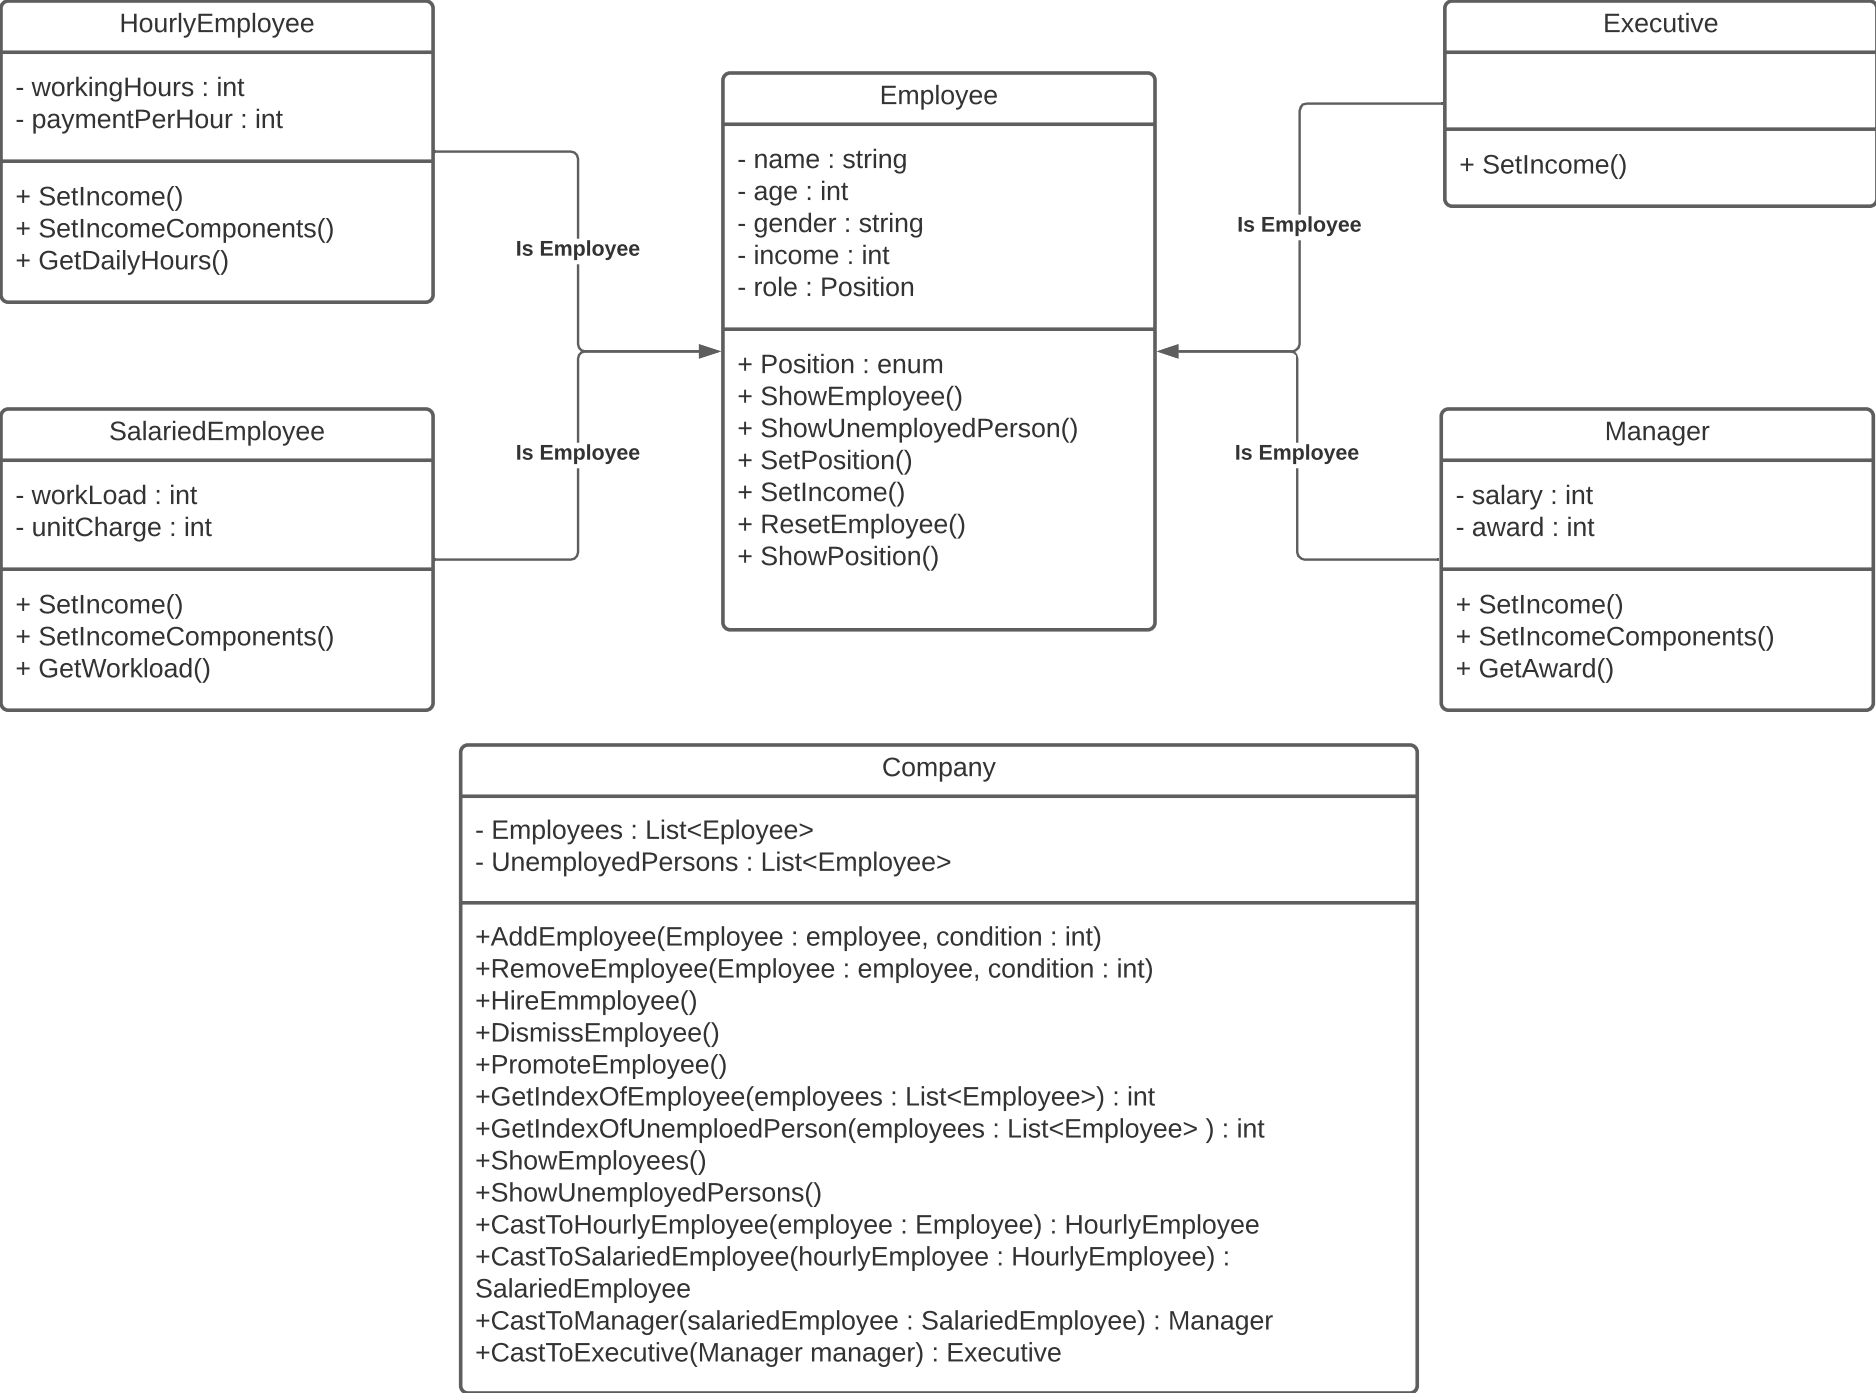 HourlyEmployee
- workingHours : int
- paymentPerHour : int
+ SetIncome()
+ SetIncomeComponents()
+ GetDailyHours()
Is Employee
SalariedEmployee
- workLoad : int
- unitCharge : int
+ SetIncome()
+ SetIncomeComponents()
+ GetWorkload()
Is Employee
Employee
- name : string
- age : int
- gender : string
- income : int
- role : Position
+ Position : enum
+ ShowEmployee()
+ ShowUnemployedPerson()
+ SetPosition()
+ SetIncome()
+ ResetEmployee()
+ ShowPosition()
Executive
+ SetIncome()
Is Employee
Manager
- salary : int
- award : int
+ SetIncome()
+ SetIncomeComponents()
+ GetAward()
Is Employee
Company
- Employees : List<Eployee>
- UnemployedPersons : List<Employee>
+AddEmployee(Employee : employee, condition : int)
+RemoveEmployee(Employee : employee, condition : int)
+HireEmmployee()
+DismissEmployee()
+PromoteEmployee()
+GetIndexOfEmployee(employees : List<Employee>) : int
+GetIndexOfUnemploedPerson(employees : List<Employee> ) : int
+ShowEmployees()
+ShowUnemployedPersons()
+CastToHourlyEmployee(employee : Employee) : HourlyEmployee
+CastToSalariedEmployee(hourlyEmployee : HourlyEmployee) :
SalariedEmployee
+CastToManager(salariedEmployee : SalariedEmployee) : Manager
+CastToExecutive(Manager manager) : Executive